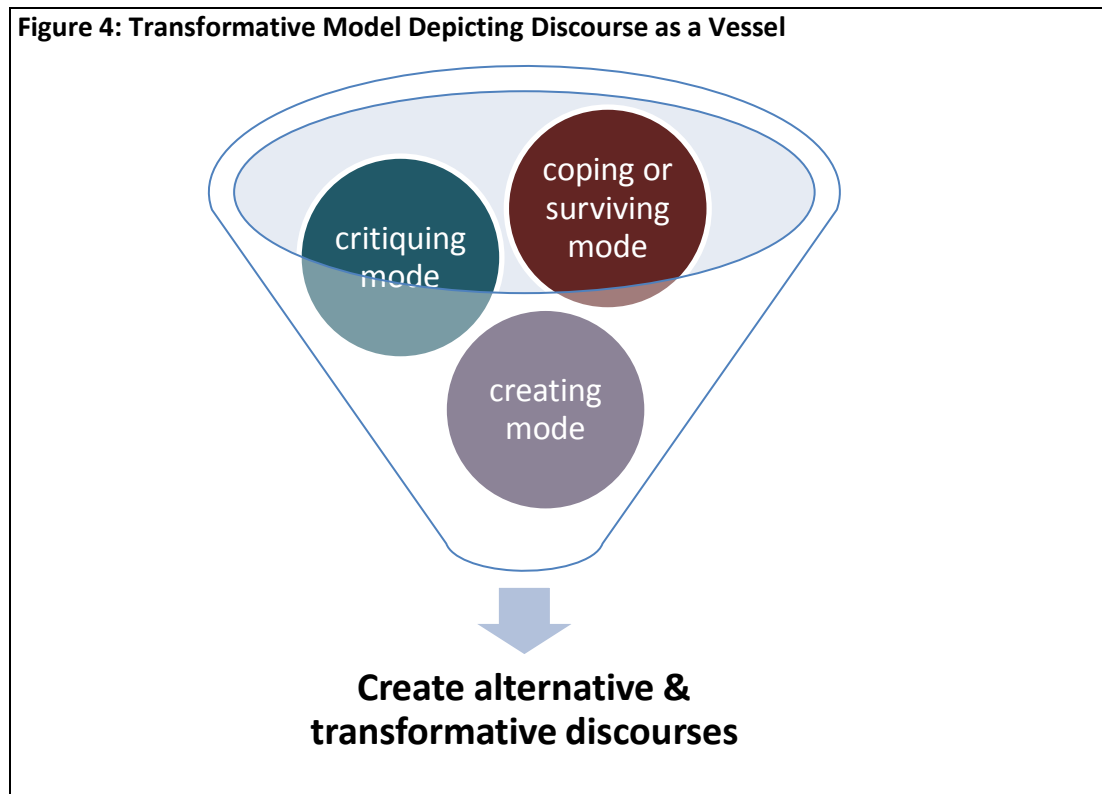 Figure 4: Transformative Model Depicting Discourse as a Vessel
coping or
surviving
mode
critiquing
mode
creating
mode
Create alternative &
transformative discourses